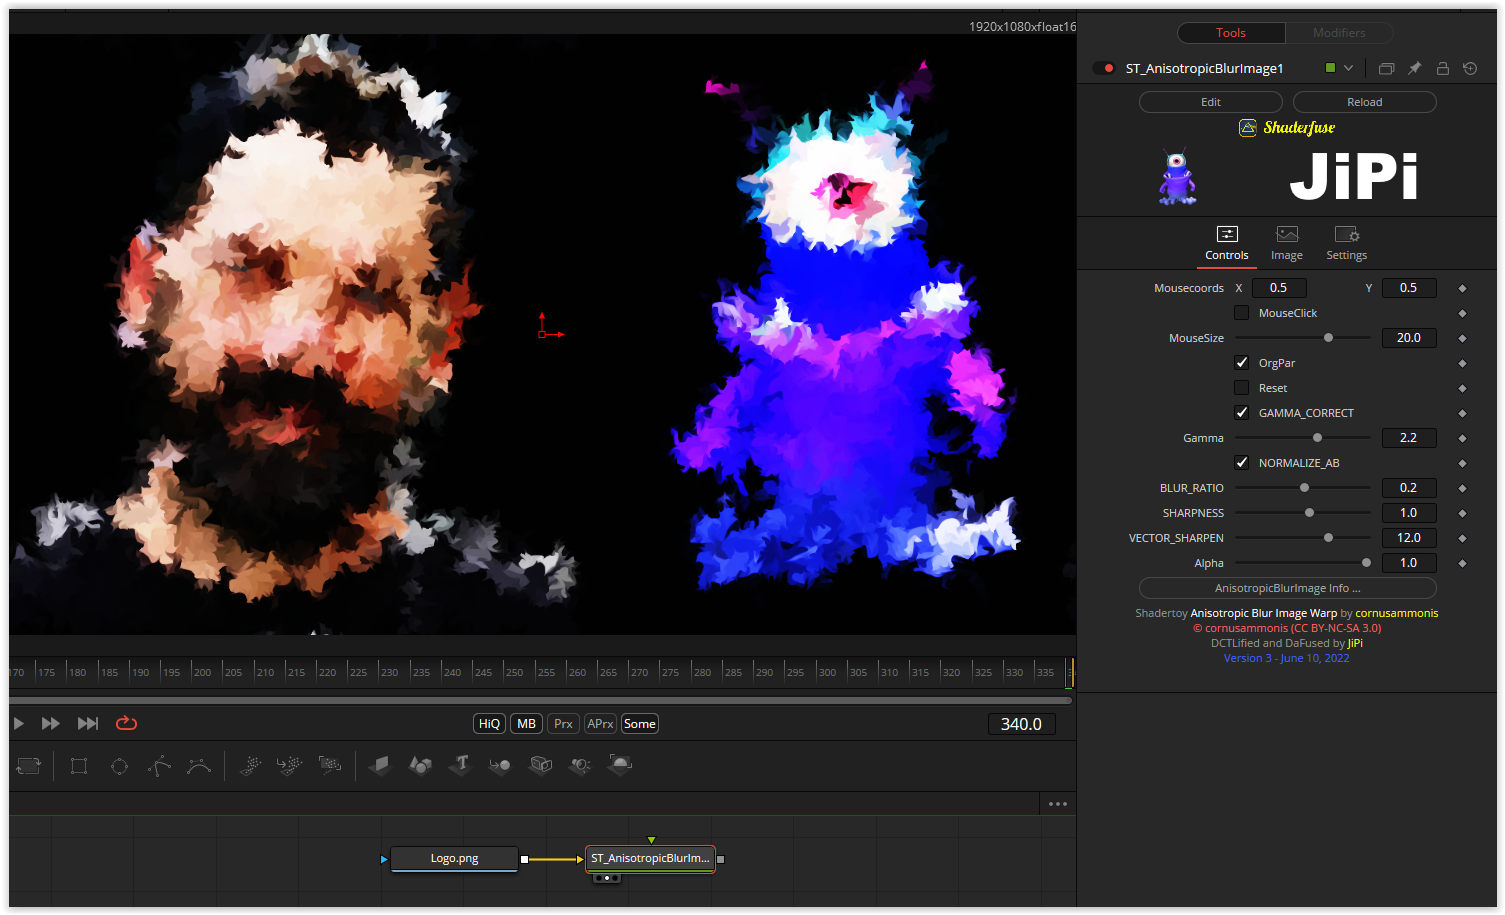 1920x1080xfloat16
Tools
Modifiers
ST_AnisotropicBlurImage1
Edit
Reload
Shaderfuse
JiPi
Controls
Image
Settings
Mousecoords X 0.5 Y 0.5
MouseClick
MouseSize 20.0
OrgPar
Reset
GAMMA_CORRECT
Gamma 2.2
NORMALIZE_AB
BLUR_RATIO 0.2
SHARPNESS 1.0
VECTOR_SHARPEN 12.0
Alpha 1.0
AnisotropicBlurImage Info ...
Shadertoy Anisotropic Blur Image Warp by cornusammonis
© cornusammonis (CC BY-NC-SA 3.0)
DCTLified and DaFused by JiPi
Version 3 - June 10, 2022
170 175 180 185 190 195 200 205 210 215 220 225 230 235 240 245 250 255 260 265 270 275 280 285 290 295 300 305 310 315 320 325 330 335
HiQ MB Prx APrx Some
340.0
Logo.png
ST_AnisotropicBlurIm...